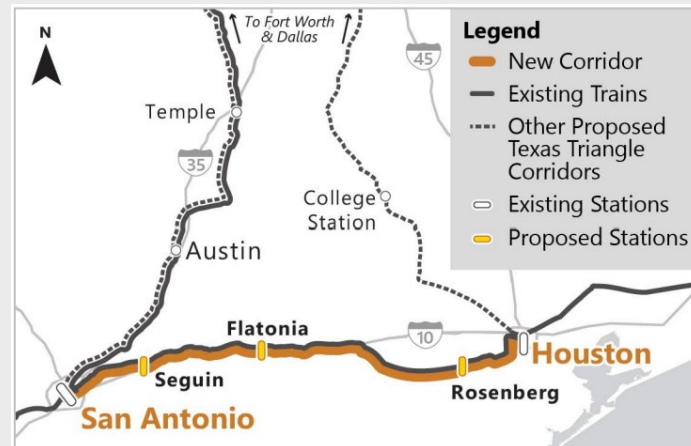 To Fort Worth
& Dallas
N
45
Temple
35
College
Station
Austin
Flatonia
10
Houston
Seguin
Rosenberg
San Antonio
Legend
New Corridor
Existing Trains
Other Proposed
Texas Triangle
Corridors
Existing Stations
Proposed Stations